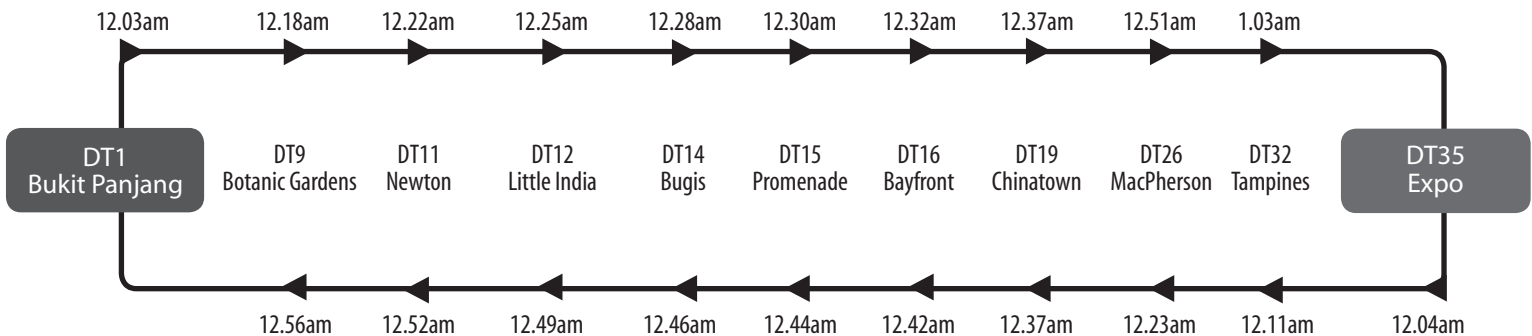 12.03am 12.18am 12.22am 12.25am 12.28am 12.30am 12.32am 12.37am 12.51am 1.03am
DT1 DT9 DT11 DT12 DT14 DT15 DT16 DT19 DT26 DT32 DT35
Bukit Panjang Botanic Gardens Newton Little India Bugis Promenade Bayfront Chinatown MacPherson Tampines Expo
12.56am 12.52am 12.49am 12.46am 12.44am 12.42am 12.37am 12.23am 12.11am 12.04am